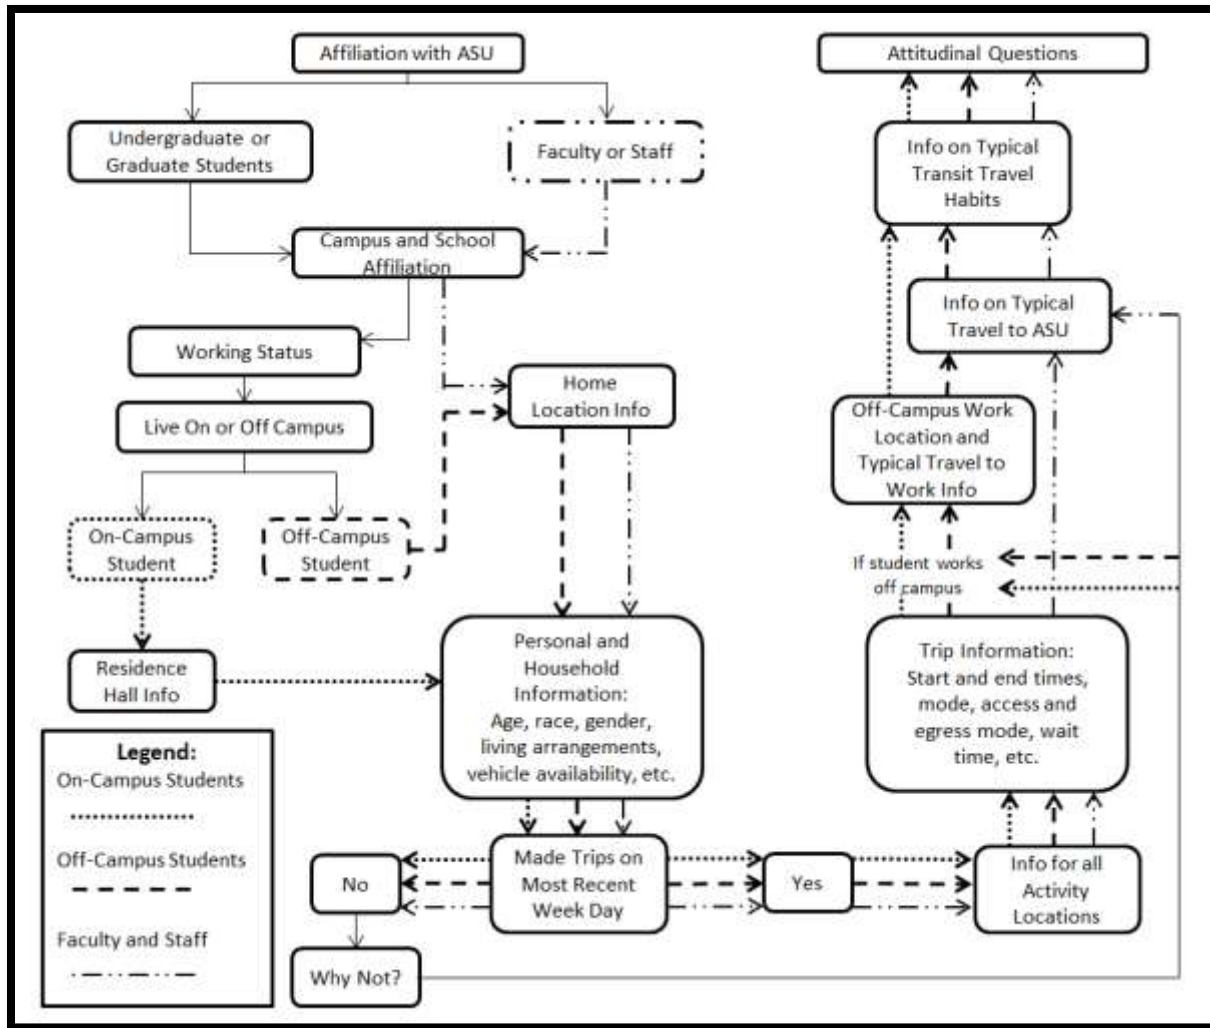 Affiliation with ASU
Undergraduate or
Graduate Students
Faculty or Staff
Campus and School
Affiliation
Working Status
Live On or Off Campus
On-Campus
Student
Off-Campus
Student
Home
Location Info
Residence
Hall Info
Personal and
Household
Information:
Age, race, gender,
living arrangements,
vehicle availability, etc.
Made Trips on
Most Recent
Week Day
No
Why Not?
Yes
Info for all
Activity
Locations
Trip Information:
Start and end times,
mode, access and
egress mode, wait
time, etc.
If student works
off campus
Off-Campus Work
Location and
Typical Travel to
Work Info
Info on Typical
Travel to ASU
Info on Typical
Transit Travel
Habits
Attitudinal Questions
Legend:
On-Campus Students
Off-Campus Students
Faculty and Staff